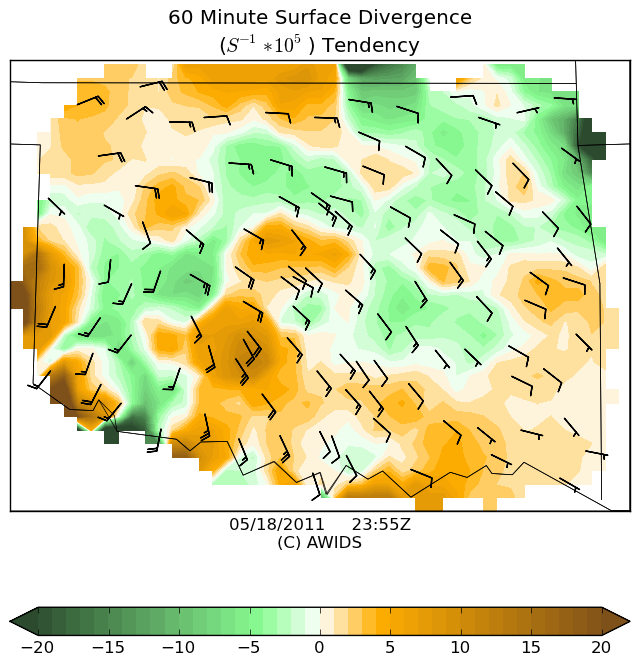 60 Minute Surface Divergence
(S⁻¹ *10⁵ ) Tendency
05/18/2011 23:55Z
(C) AWIDS
−20 −15 −10 −5 0 5 10 15 20